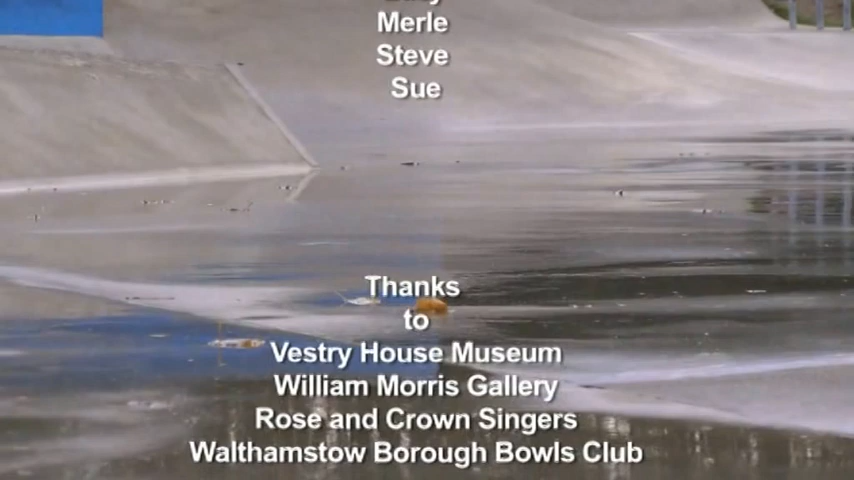 Merle
Steve
Sue
Thanks
to
Vestry House Museum
William Morris Gallery
Rose and Crown Singers
Walthamstow Borough Bowls Club